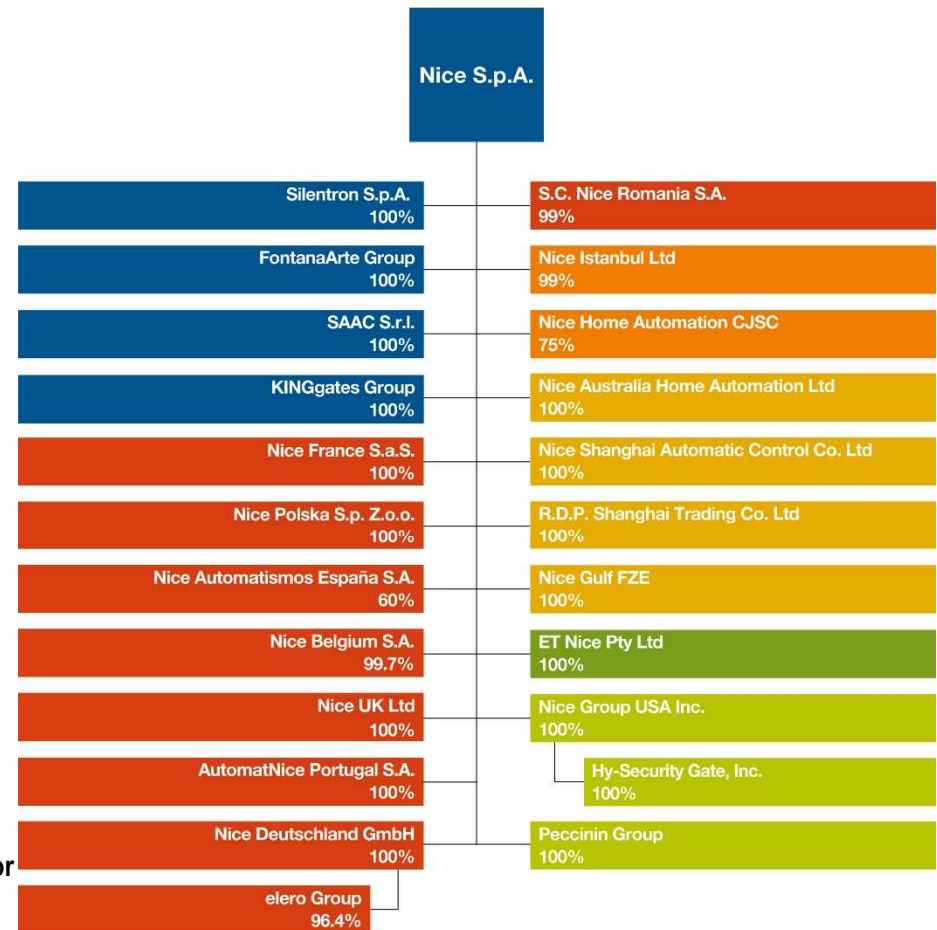 Nice S.p.A.
Silentron S.p.A.
100%
FontanaArte Group
100%
SAAC S.r.l.
100%
KINGgates Group
100%
Nice France S.a.S.
100%
Nice Polska S.p. Z.o.o.
100%
Nice Automatismos España S.A.
60%
Nice Belgium S.A.
99.7%
Nice UK Ltd
100%
AutomatNice Portugal S.A.
100%
Nice Deutschland GmbH
100%
or
elero Group
96.4%
S.C. Nice Romania S.A.
99%
Nice Istanbul Ltd
99%
Nice Home Automation CJSC
75%
Nice Australia Home Automation Ltd
100%
Nice Shanghai Automatic Control Co. Ltd
100%
R.D.P. Shanghai Trading Co. Ltd
100%
Nice Gulf FZE
100%
ET Nice Pty Ltd
100%
Nice Group USA Inc.
100%
Hy-Security Gate, Inc.
100%
Peccinin Group
100%